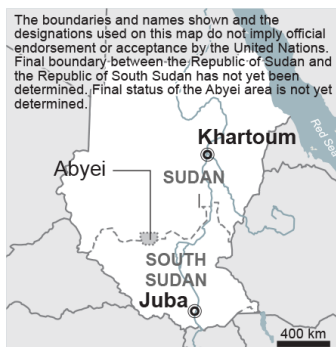 The boundaries and names shown and the
designations used on this map do not imply official
endorsement or acceptance by the United Nations.
Final boundary between the Republic of Sudan and
the Republic of South Sudan has not yet been
determined. Final status of the Abyei area is not yet
determined.
Red Sea
Khartoum
Abyei
SUDAN
SOUTH
SUDAN
Juba
400 km